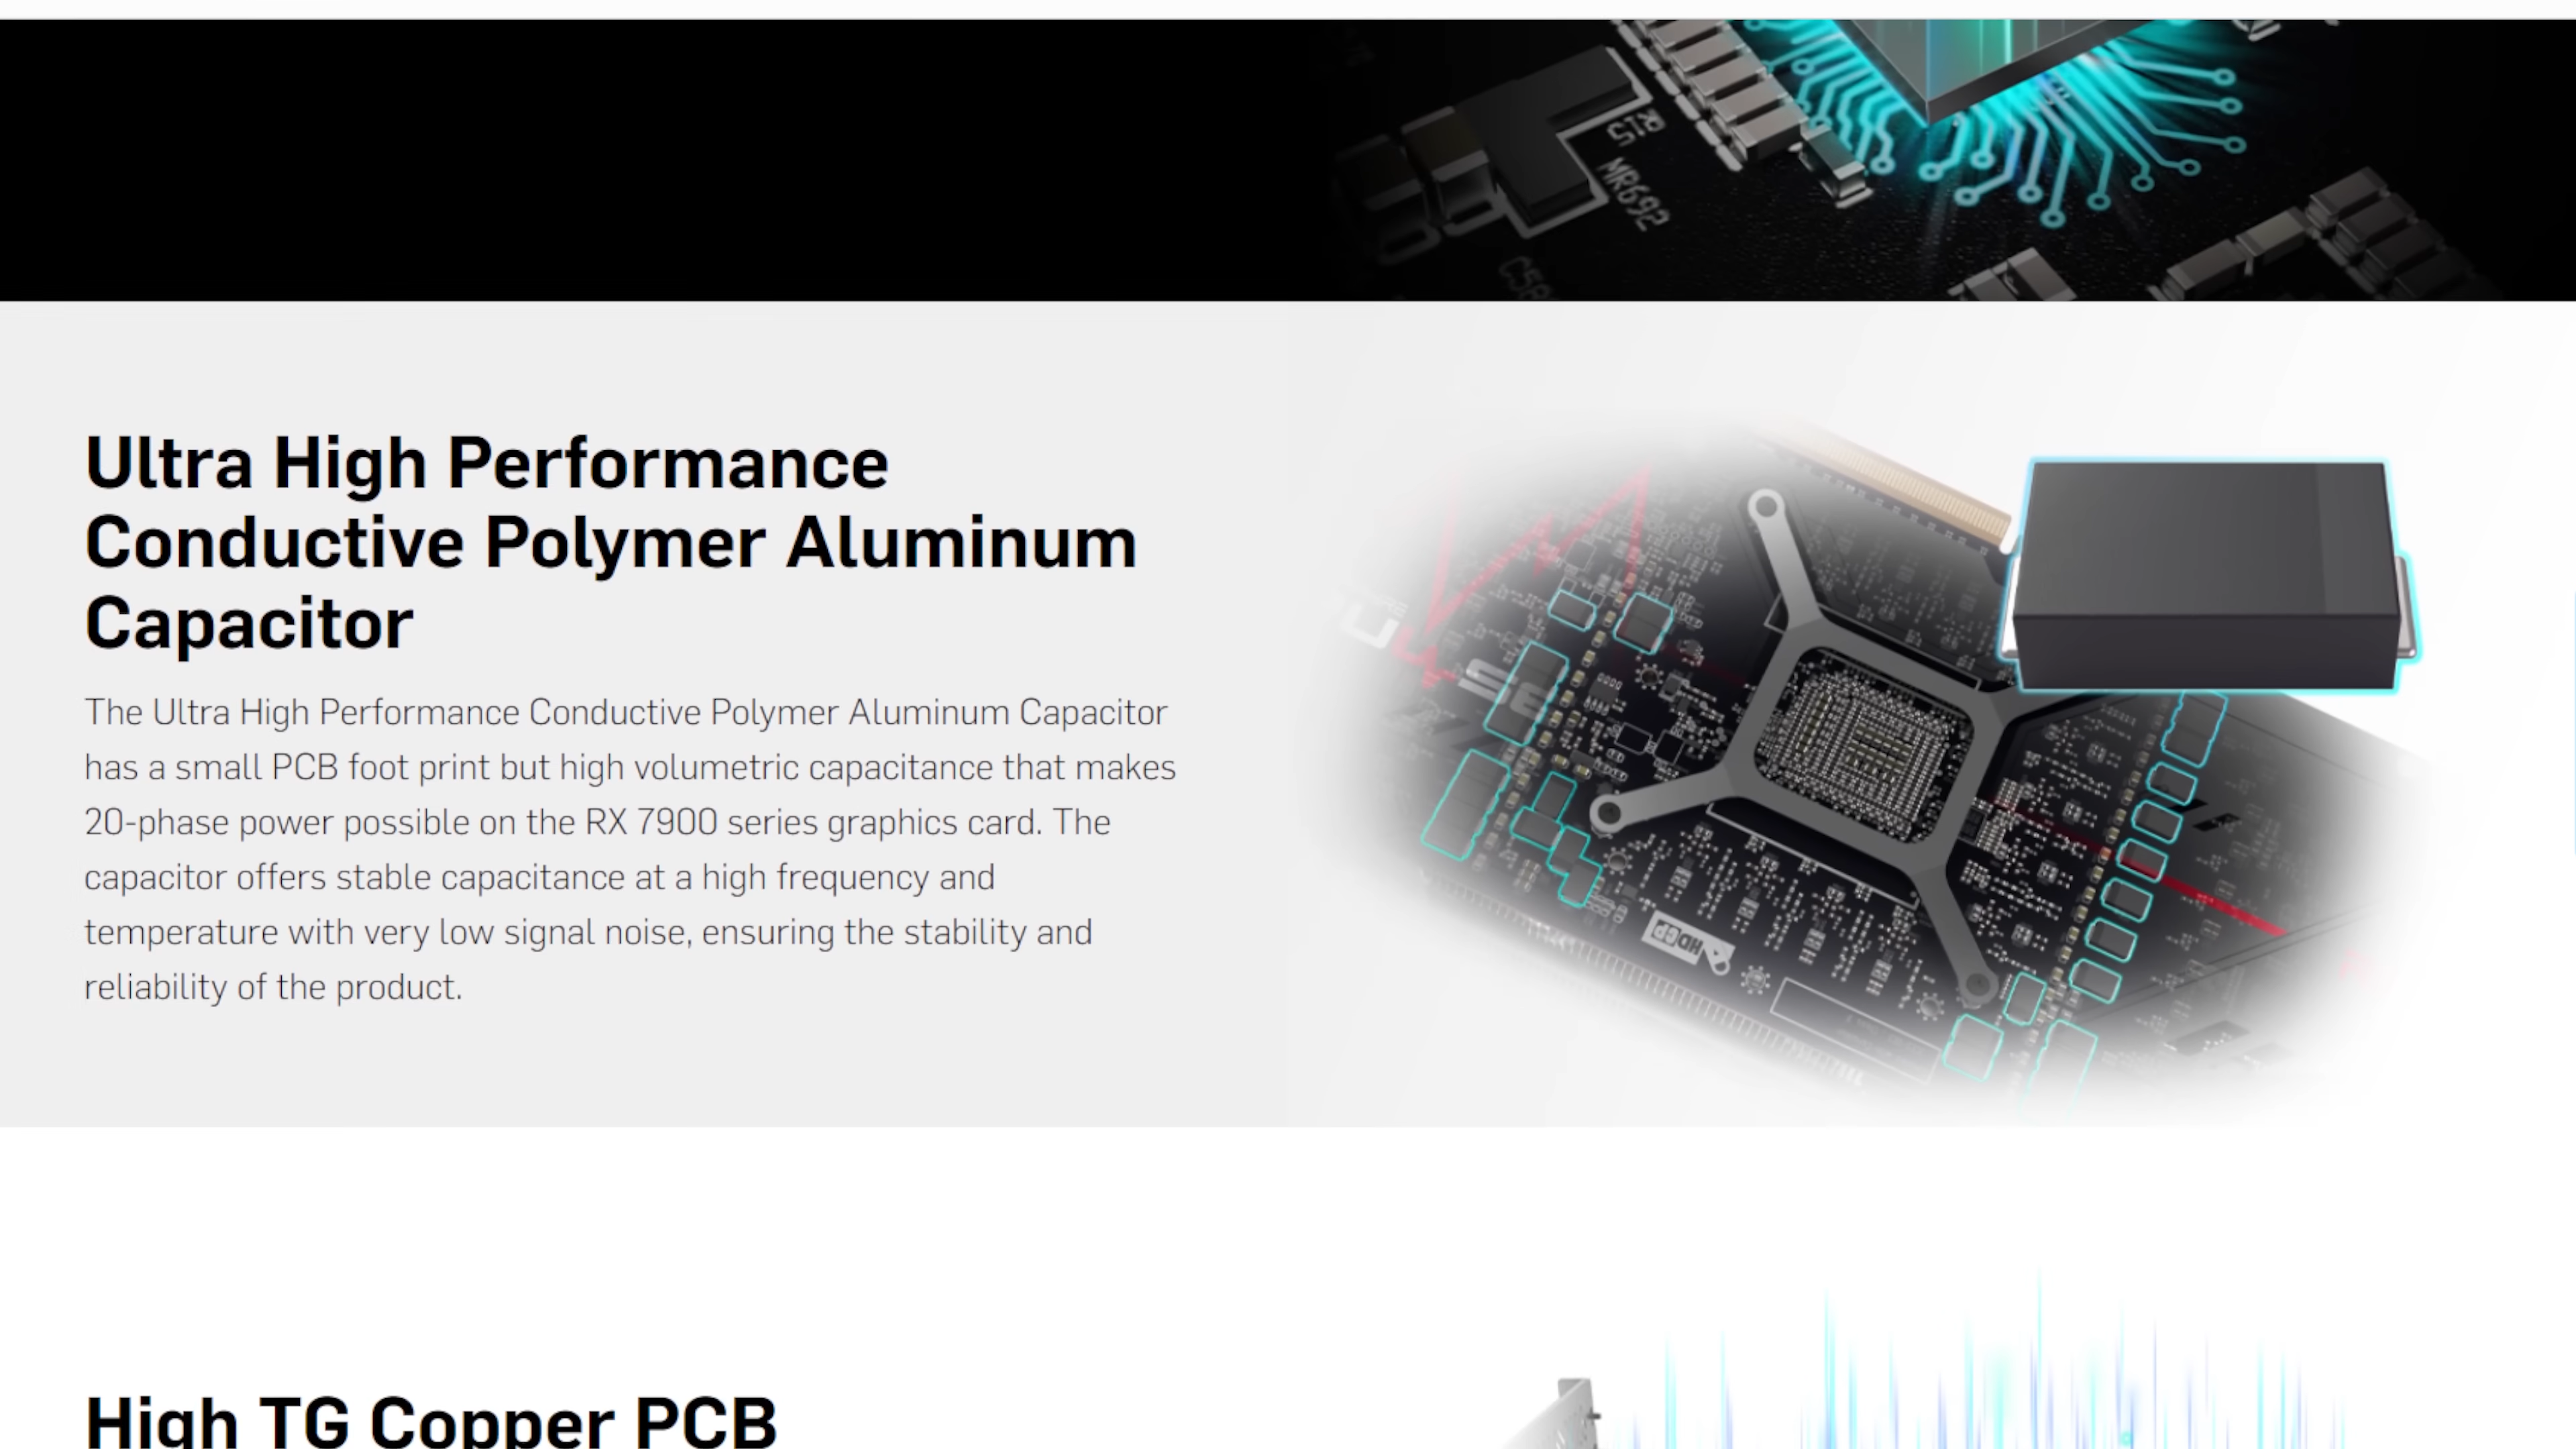 R15
MR692
Ultra High Performance
Conductive Polymer Aluminum
Capacitor
The Ultra High Performance Conductive Polymer Aluminum Capacitor
has a small PCB foot print but high volumetric capacitance that makes
20-phase power possible on the RX 7900 series graphics card. The
capacitor offers stable capacitance at a high frequency and
temperature with very low signal noise, ensuring the stability and
reliability of the product.
HDCP
High TG Copper PCB